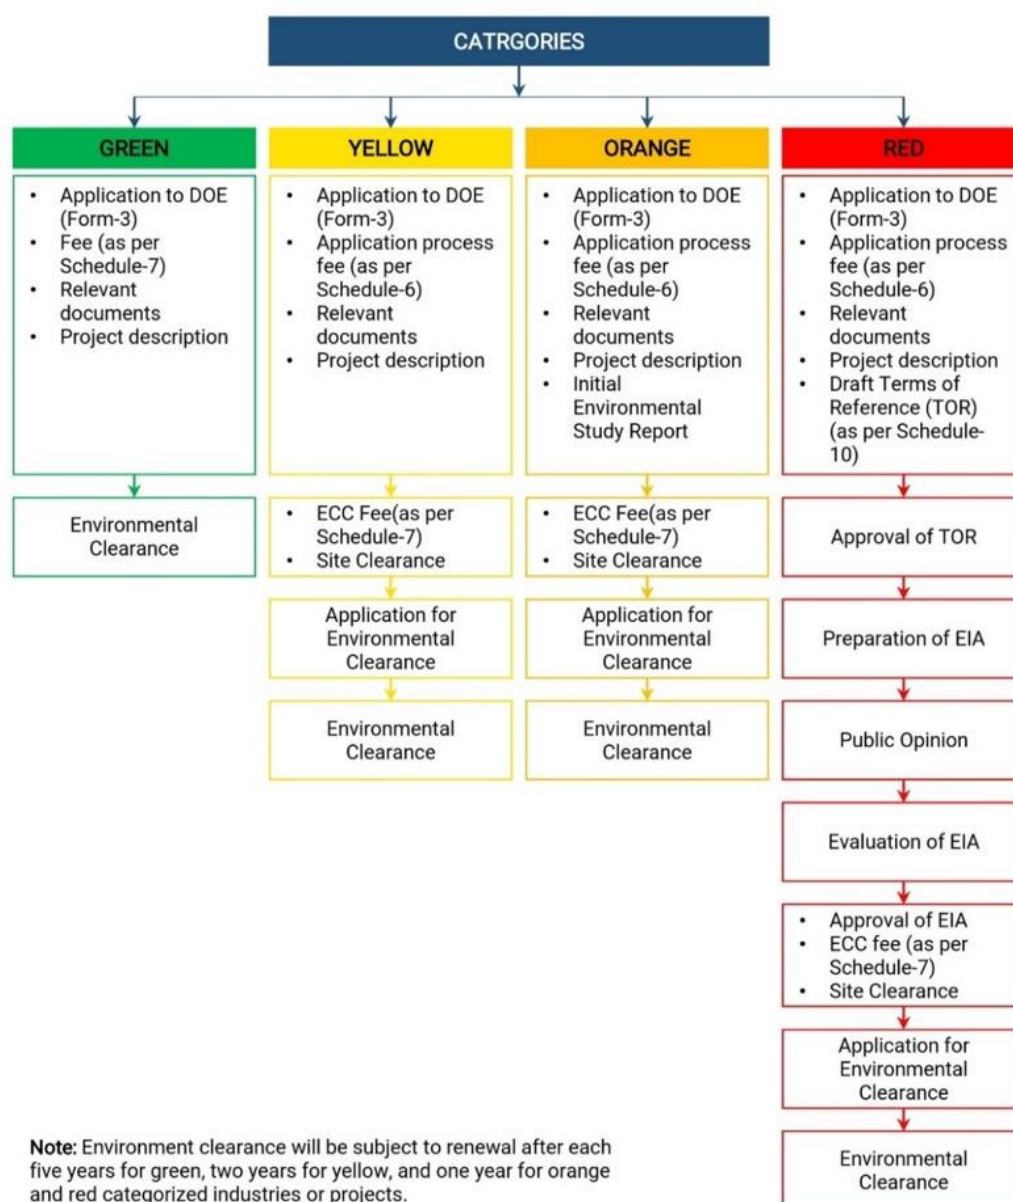 CATRGORIES
GREEN
• Application to DOE
(Form-3)
• Fee (as per
Schedule-7)
• Relevant
documents
• Project description
Environmental
Clearance
YELLOW
• Application to DOE
(Form-3)
• Application process
fee (as per
Schedule-6)
• Relevant
documents
• Project description
• ECC Fee(as per
Schedule-7)
• Site Clearance
Application for
Environmental
Clearance
Environmental
Clearance
ORANGE
• Application to DOE
(Form-3)
• Application process
fee (as per
Schedule-6)
• Relevant
documents
• Project description
• Initial
Environmental
Study Report
• ECC Fee(as per
Schedule-7)
• Site Clearance
Application for
Environmental
Clearance
Environmental
Clearance
RED
• Application to DOE
(Form-3)
• Application process
fee (as per
Schedule-6)
• Relevant
documents
• Project description
• Draft Terms of
Reference (TOR)
(as per Schedule-
10)
Approval of TOR
Preparation of EIA
Public Opinion
Evaluation of EIA
• Approval of EIA
• ECC fee (as per
Schedule-7)
• Site Clearance
Application for
Environmental
Clearance
Environmental
Clearance
Note: Environment clearance will be subject to renewal after each
five years for green, two years for yellow, and one year for orange
and red categorized industries or projects.